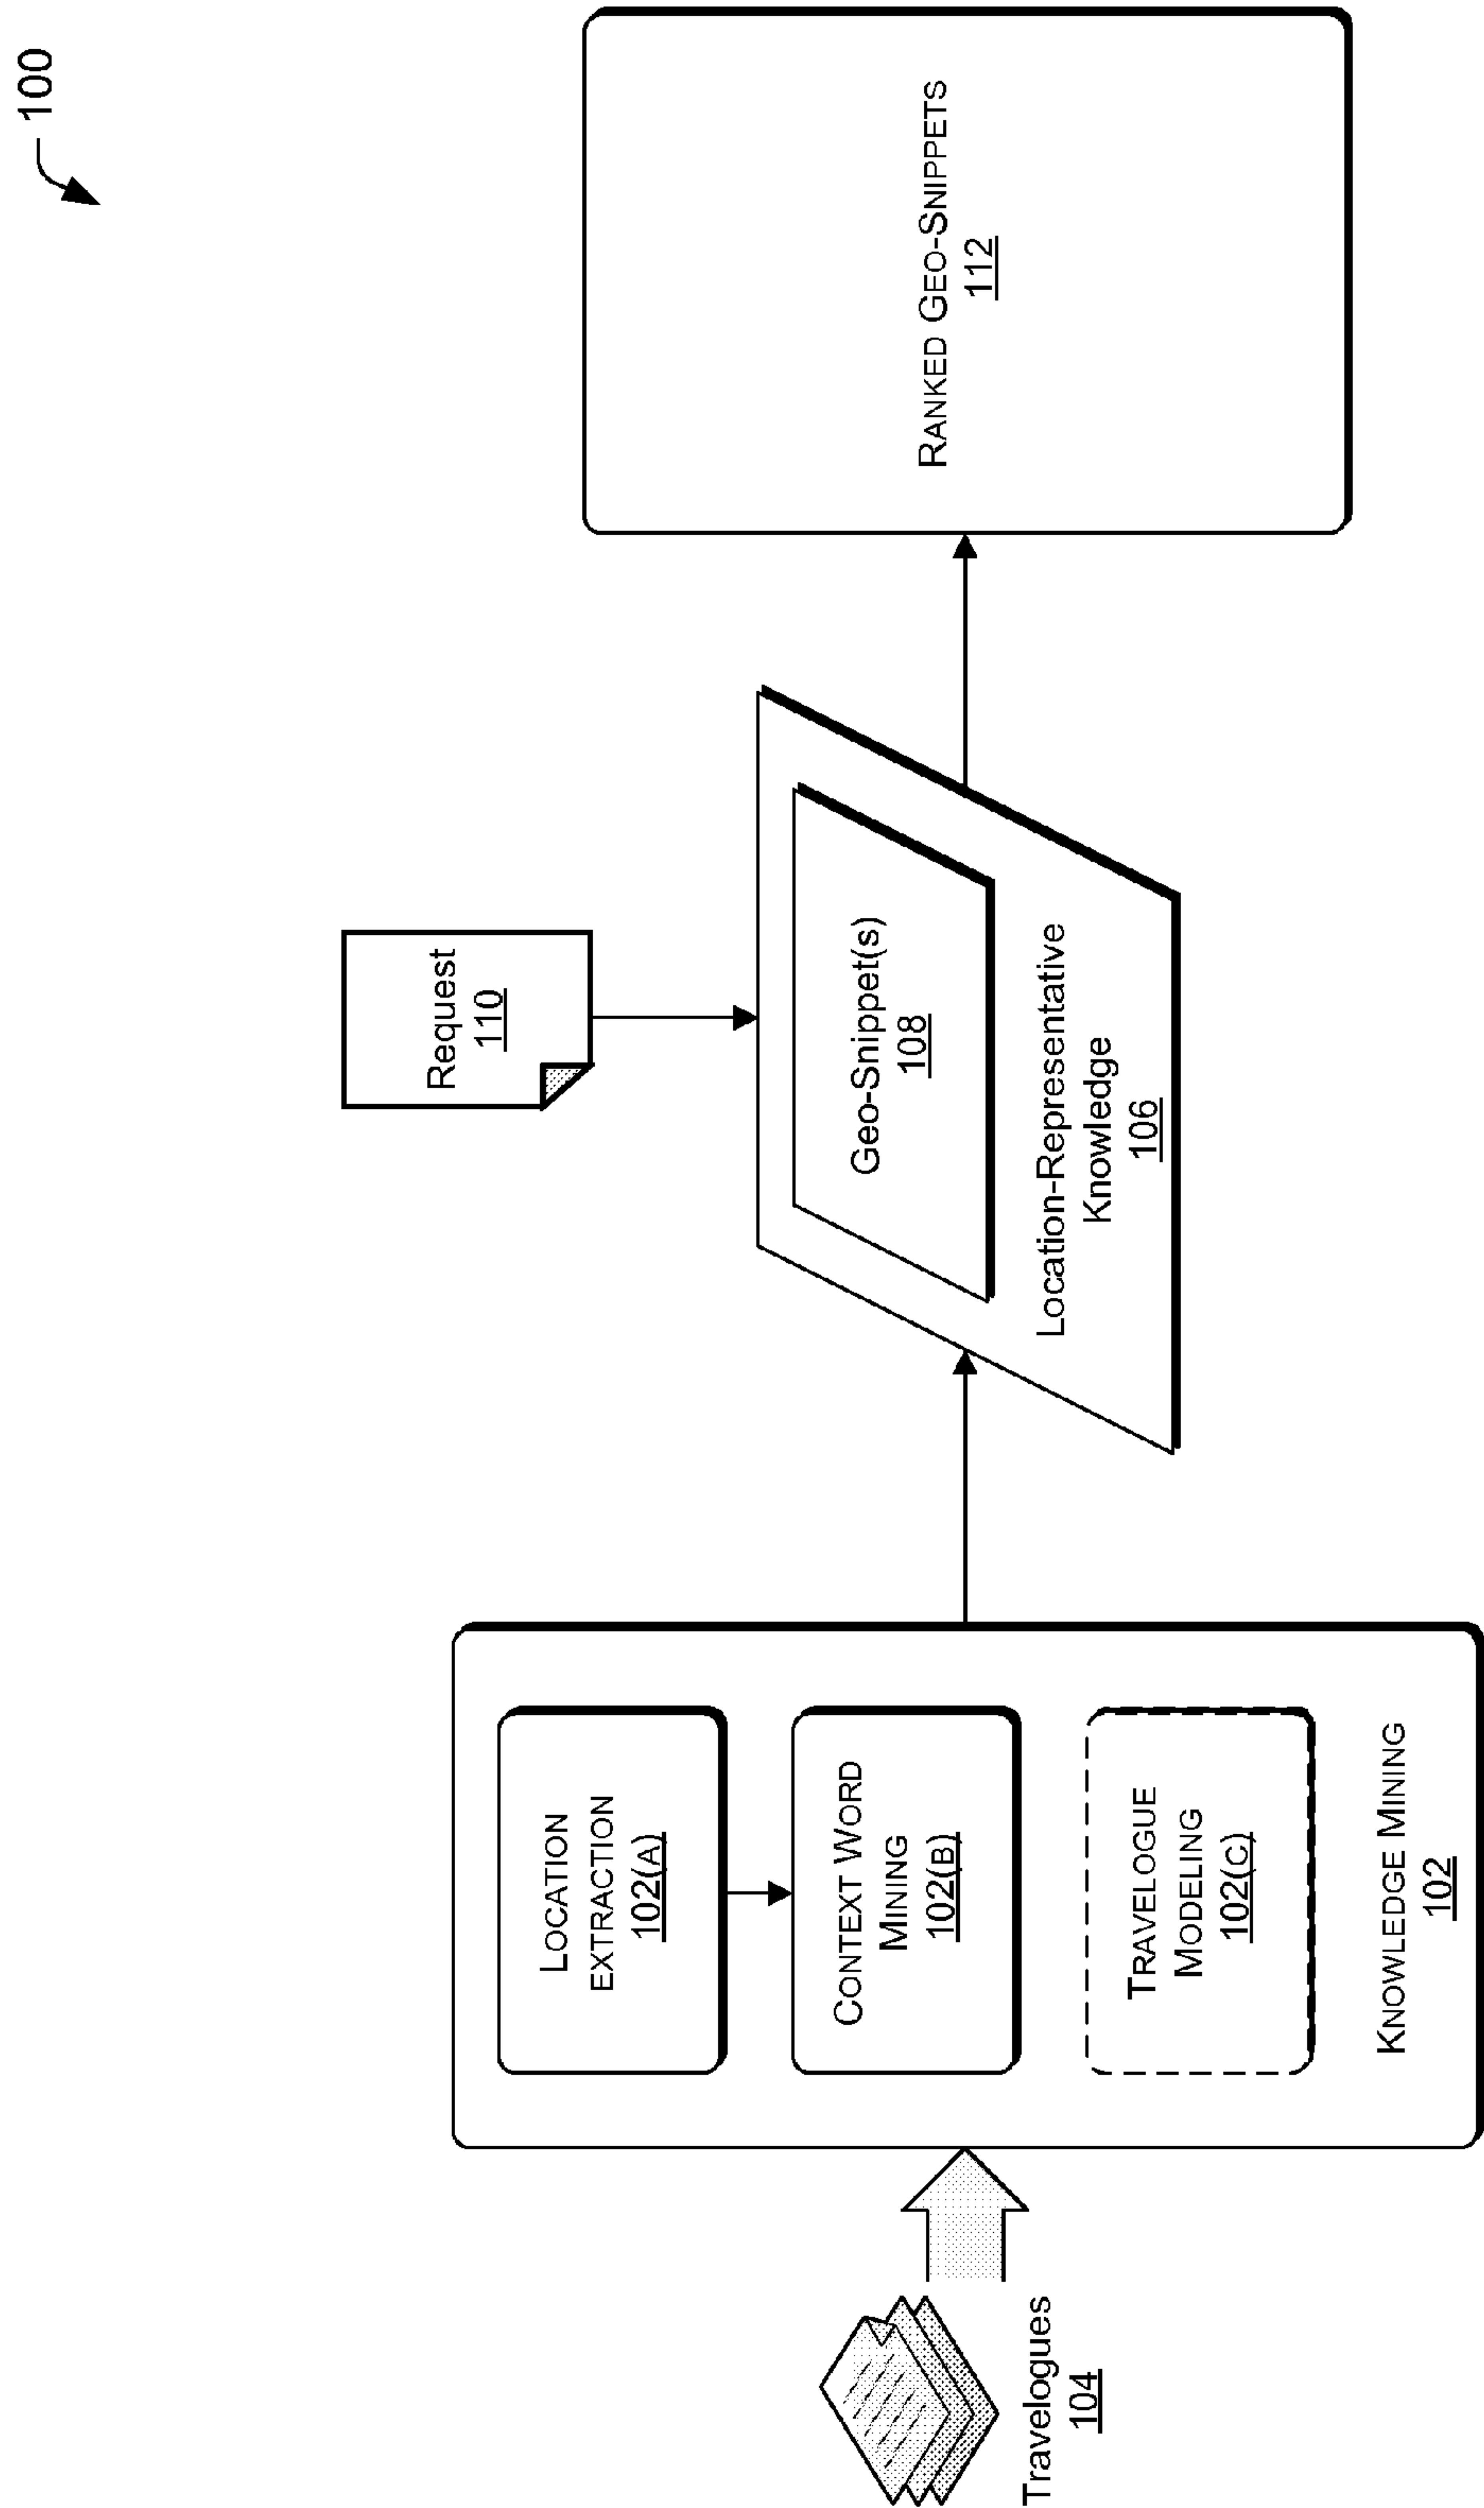 100
Travelogues
104
LOCATION
EXTRACTION
102(A)
CONTEXT WORD
MINING
102(B)
TRAVELOGUE
MODELING
102(C)
KNOWLEDGE MINING
102
Request
110
Geo-Snippet(s)
108
Location-Representative
Knowledge
106
RANKED GEO-SNIPPETS
112